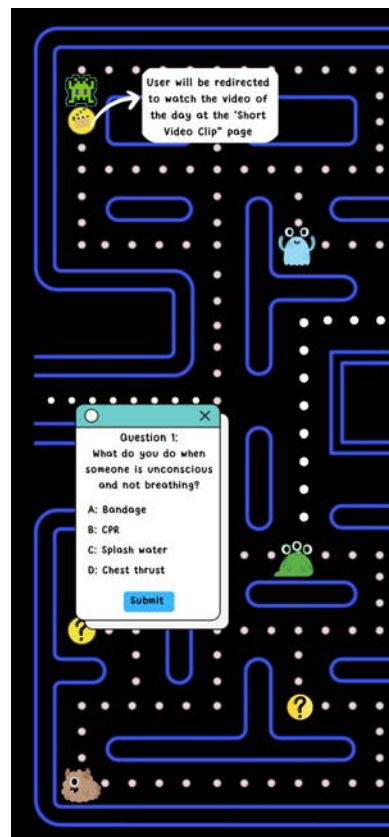 User will be redirected
to watch the video of
the day at the "Short
Video Clip" page
Question 1:
What do you do when
someone is unconscious
and not breathing?
A: Bandage
B: CPR
C: Splash water
D: Chest thrust
Submit
?
?